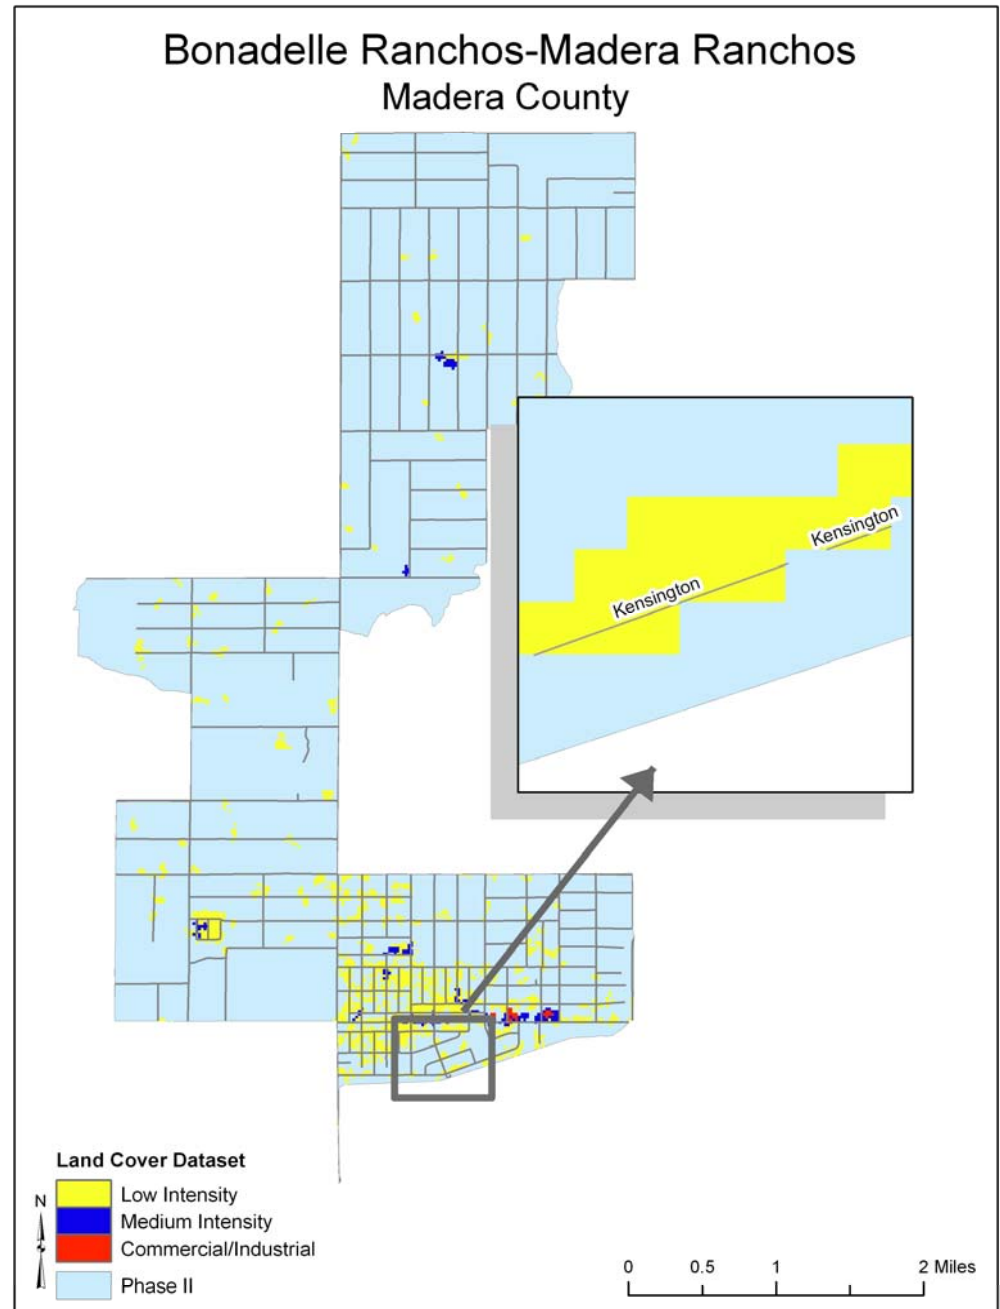 Bonadelle Ranchos-Madera Ranchos
Madera County
Kensington
Kensington
Land Cover Dataset
N
Low Intensity
Medium Intensity
Commercial/Industrial
Phase II
0 0.5 1 2 Miles